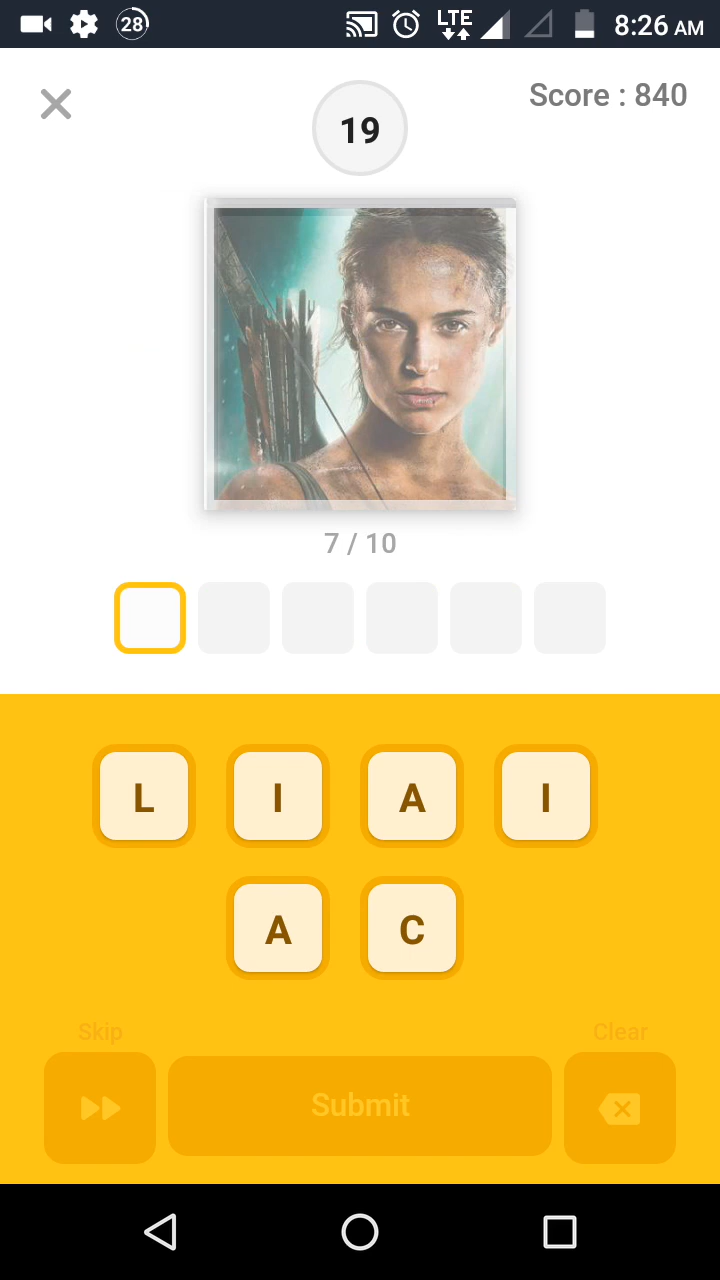 28 LTE 8:26 AM
19
Score : 840
7 / 10
L I A I
A C
Skip Clear
Submit